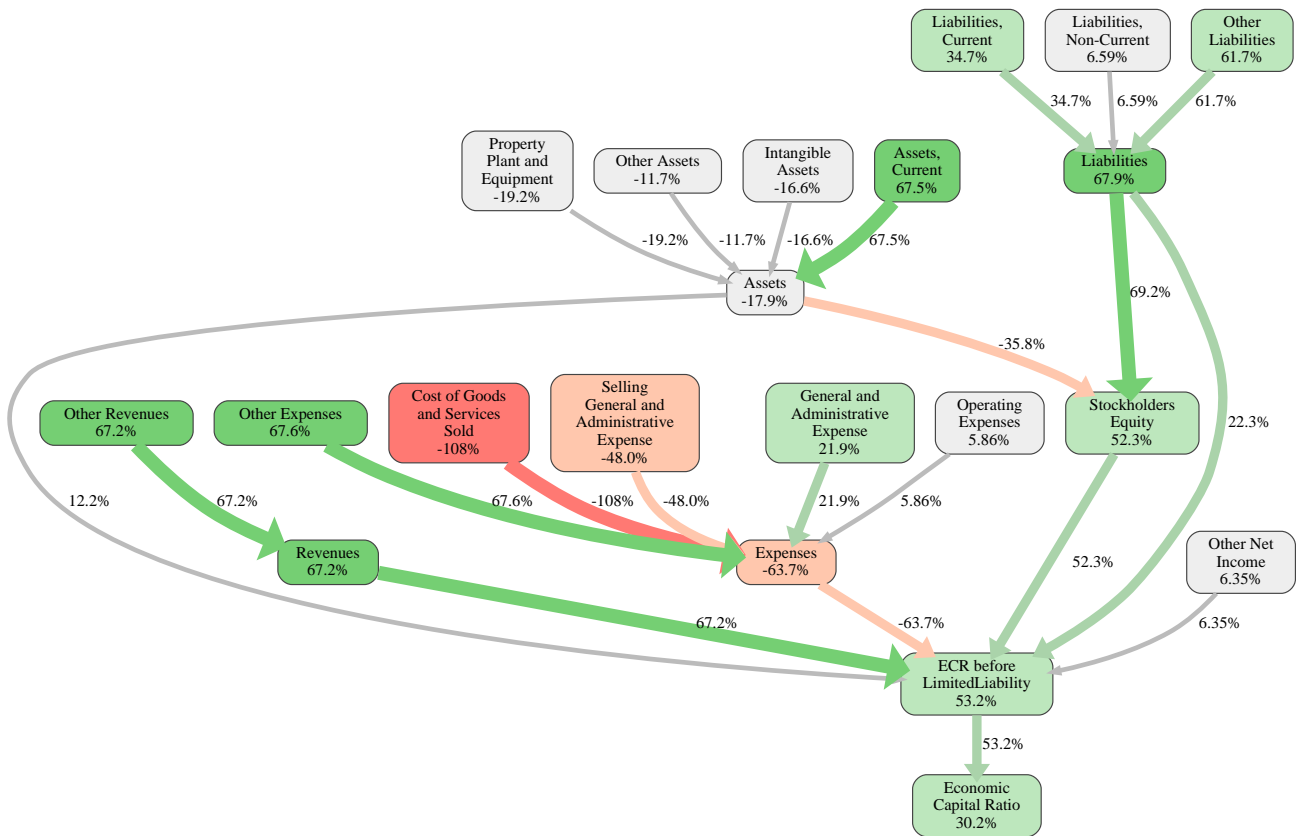 Liabilities,
Current
34.7%
Liabilities,
Non-Current
6.59%
Other
Liabilities
61.7%
34.7%
6.59%
61.7%
Property
Plant and
Equipment
-19.2%
Other Assets
-11.7%
Intangible
Assets
-16.6%
Assets,
Current
67.5%
Liabilities
67.9%
-19.2%
-11.7%
-16.6%
67.5%
Assets
-17.9%
69.2%
-35.8%
Other Revenues
67.2%
Other Expenses
67.6%
Cost of Goods
and Services
Sold
-108%
Selling
General and
Administrative
Expense
-48.0%
General and
Administrative
Expense
21.9%
Operating
Expenses
5.86%
Stockholders
Equity
52.3%
22.3%
12.2%
67.2%
67.6%
-108%
-48.0%
21.9%
5.86%
Revenues
67.2%
Expenses
-63.7%
52.3%
Other Net
Income
6.35%
67.2%
-63.7%
6.35%
ECR before
LimitedLiability
53.2%
53.2%
Economic
Capital Ratio
30.2%